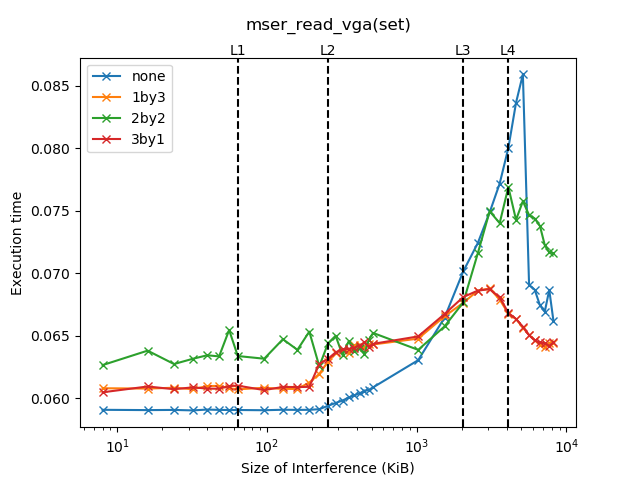 mser_read_vga(set)
L1 L2 L3 L4
none
1by3
2by2
3by1
0.085
0.080
0.075
0.070
0.065
0.060
Execution time
10¹ 10² 10³ 10⁴
Size of Interference (KiB)